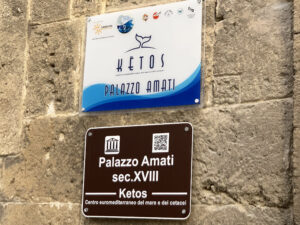 KETOS
PALAZZO AMATI
Palazzo Amati
sec.XVIII
Ketos
Centro euromediterraneo del mare e dei cetacei